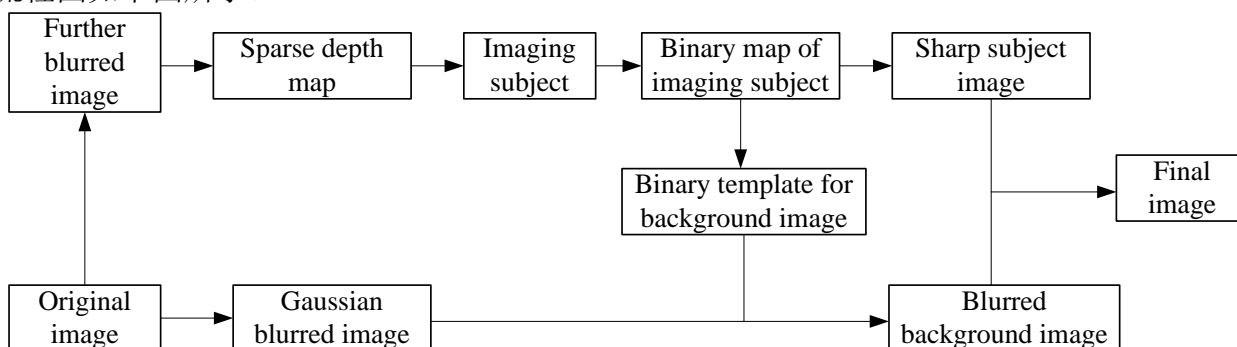 Further
blurred
image
Sparse depth
map
Imaging
subject
Binary map of
imaging subject
Sharp subject
image
Binary template for
background image
Final
image
Original
image
Gaussian
blurred image
Blurred
background image